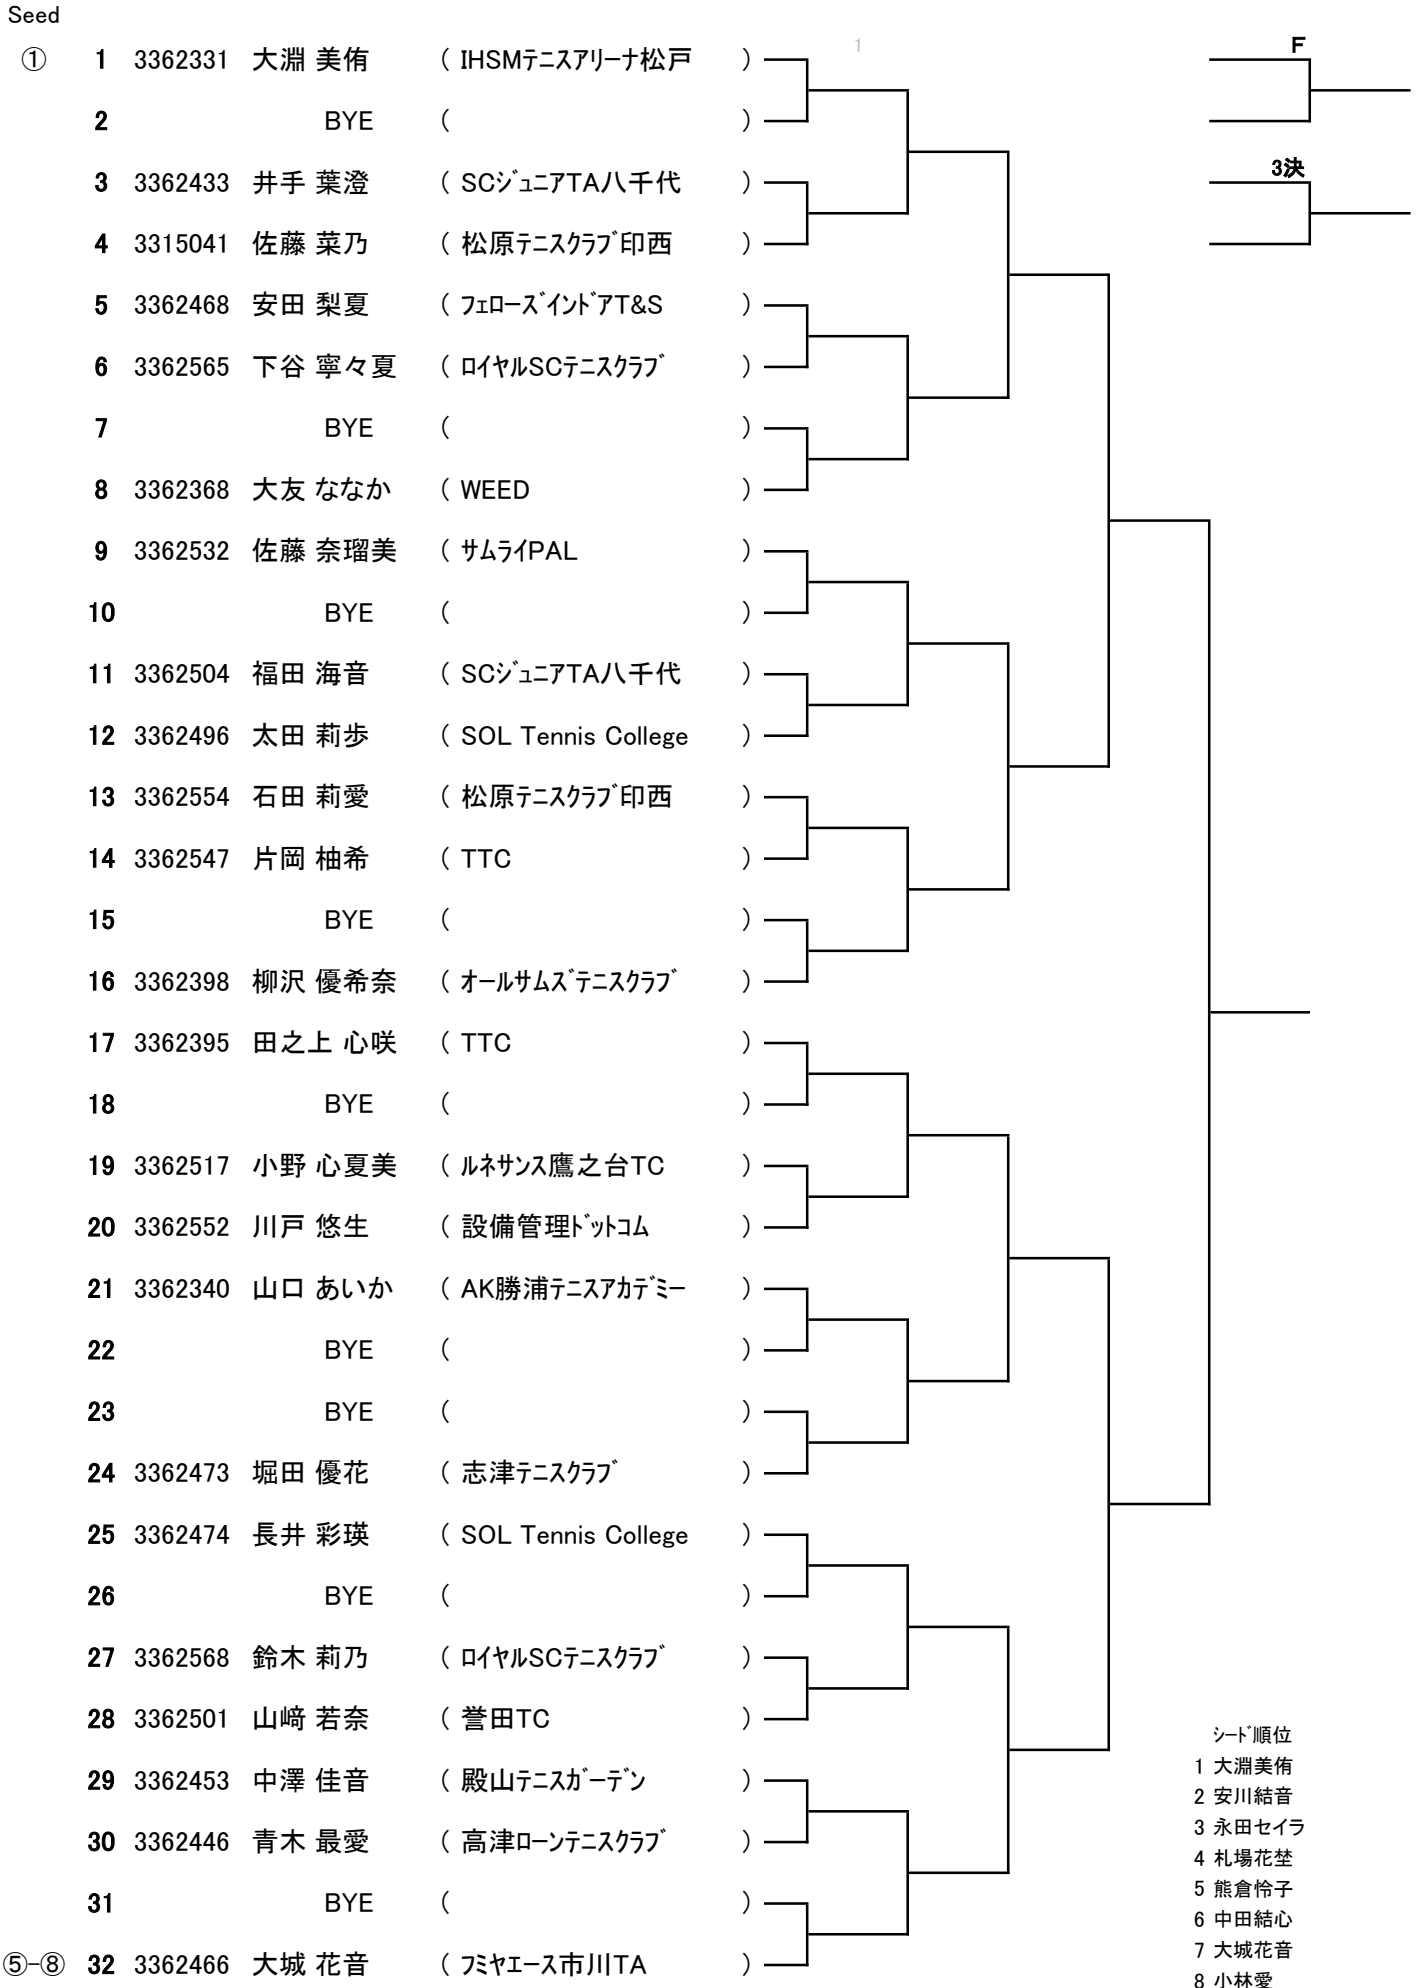 Seed
1 F
① 1 3362331 大淵 美侑 ( IHSMﾃﾆｽｱﾘｰﾅ松戸 )
2 BYE ( )
3決
3 3362433 井手 葉澄 ( SCｼﾞｭﾆｱTA八千代 )
4 3315041 佐藤 菜乃 ( 松原ﾃﾆｽｸﾗﾌﾞ印西 )
5 3362468 安田 梨夏 ( ﾌｪﾛｰｽﾞｲﾝﾄﾞｱT&S )
6 3362565 下谷 寧々夏 ( ﾛｲﾔﾙSCﾃﾆｽｸﾗﾌﾞ )
7 BYE ( )
8 3362368 大友 ななか ( WEED )
9 3362532 佐藤 奈瑠美 ( ｻﾑﾗｲPAL )
10 BYE ( )
11 3362504 福田 海音 ( SCｼﾞｭﾆｱTA八千代 )
12 3362496 太田 莉歩 ( SOL Tennis College )
13 3362554 石田 莉愛 ( 松原ﾃﾆｽｸﾗﾌﾞ印西 )
14 3362547 片岡 柚希 ( TTC )
15 BYE ( )
16 3362398 柳沢 優希奈 ( ｵｰﾙｻﾑｽﾞﾃﾆｽｸﾗﾌﾞ )
17 3362395 田之上 心咲 ( TTC )
18 BYE ( )
19 3362517 小野 心夏美 ( ﾙﾈｻﾝｽ鷹之台TC )
20 3362552 川戸 悠生 ( 設備管理ﾄﾞｯﾄｺﾑ )
21 3362340 山口 あいか ( AK勝浦ﾃﾆｽｱｶﾃﾞﾐｰ )
22 BYE ( )
23 BYE ( )
24 3362473 堀田 優花 ( 志津ﾃﾆｽｸﾗﾌﾞ )
25 3362474 長井 彩瑛 ( SOL Tennis College )
26 BYE ( )
27 3362568 鈴木 莉乃 ( ﾛｲﾔﾙSCﾃﾆｽｸﾗﾌﾞ )
28 3362501 山﨑 若奈 ( 誉田TC )
29 3362453 中澤 佳音 ( 殿山ﾃﾆｽｶﾞｰﾃﾞﾝ )
30 3362446 青木 最愛 ( 高津ﾛｰﾝﾃﾆｽｸﾗﾌﾞ )
31 BYE ( )
⑤-⑧ 32 3362466 大城 花音 ( ﾌﾐﾔｴｰｽ市川TA )
ｼｰﾄﾞ順位
1 大淵美侑
2 安川結音
3 永田セイラ
4 札場花埜
5 熊倉怜子
6 中田結心
7 大城花音
8 小林愛